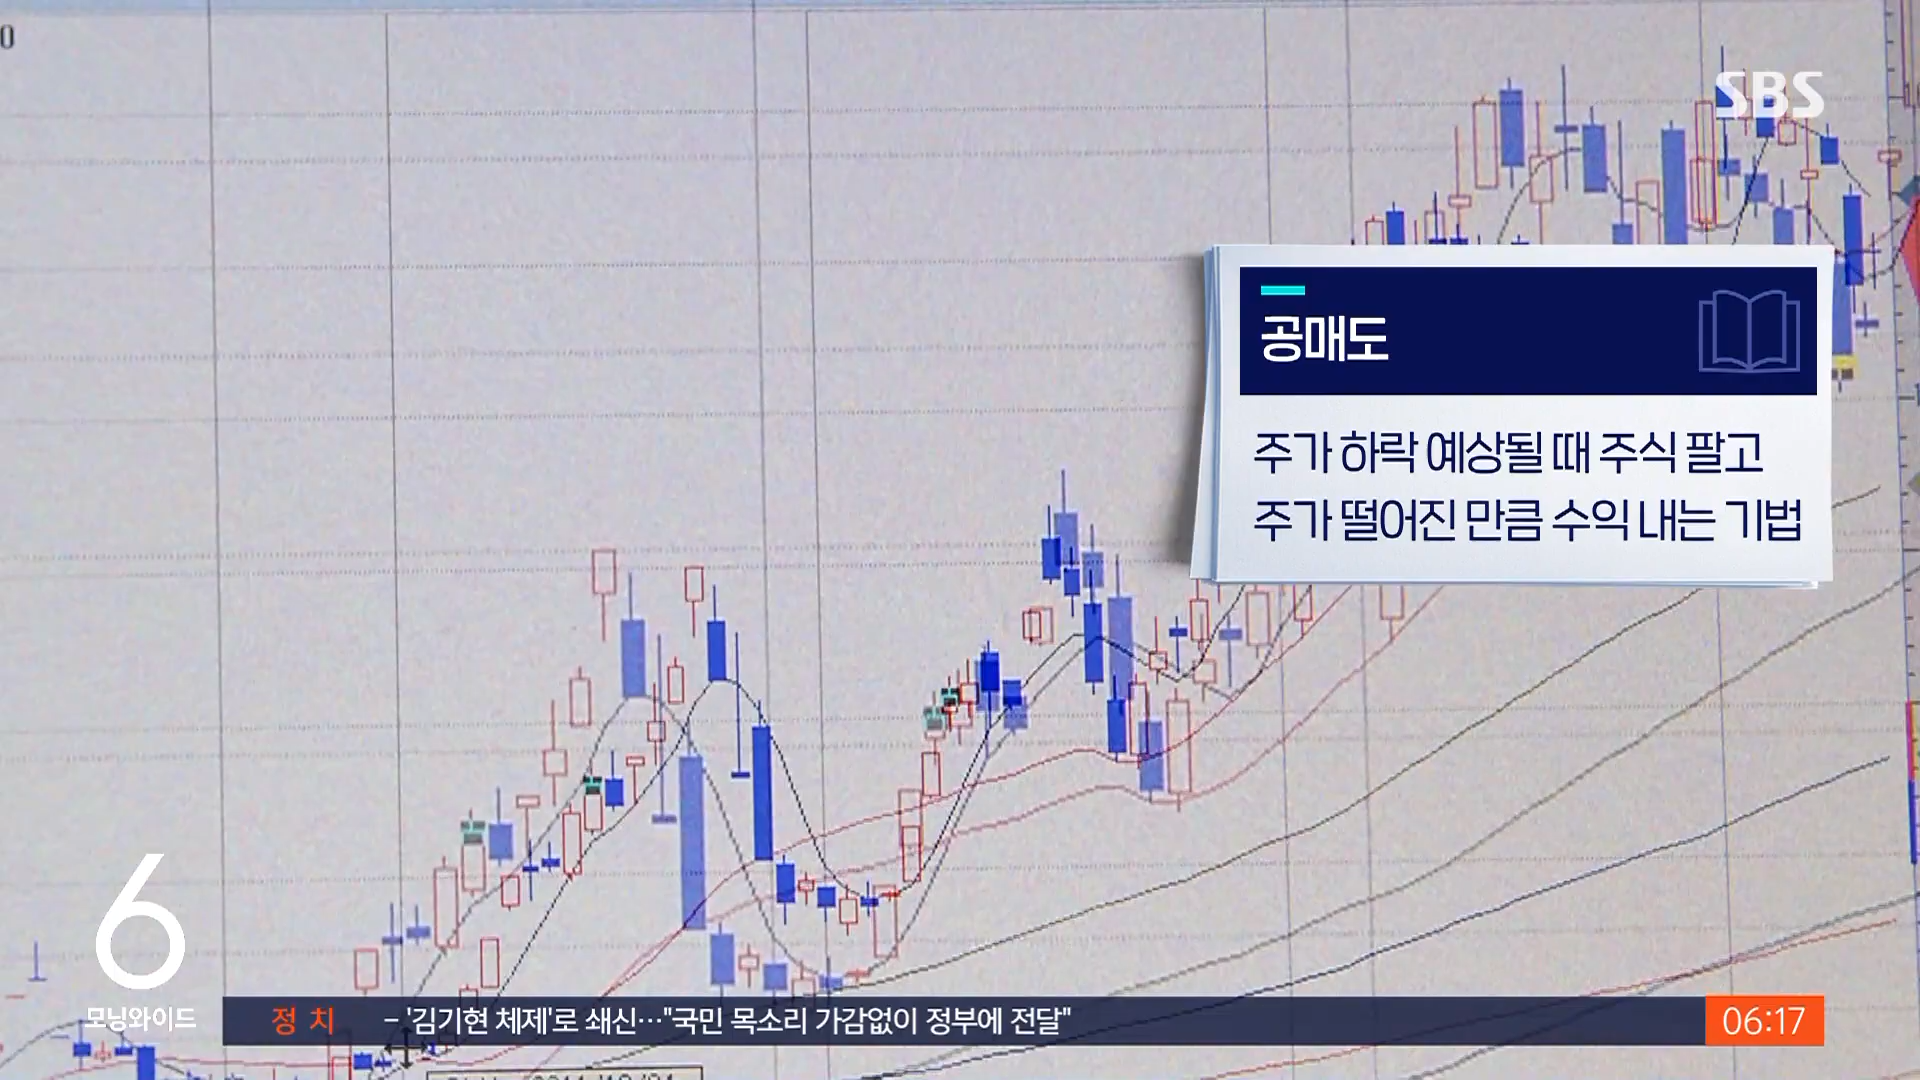 0
SBS
공매도
주가 하락 예상될 때 주식 팔고
주가 떨어진 만큼 수익 내는 기법
6
모닝와이드
정 치
- '김기현 체제'로 쇄신…"국민 목소리 가감없이 정부에 전달"
06:17